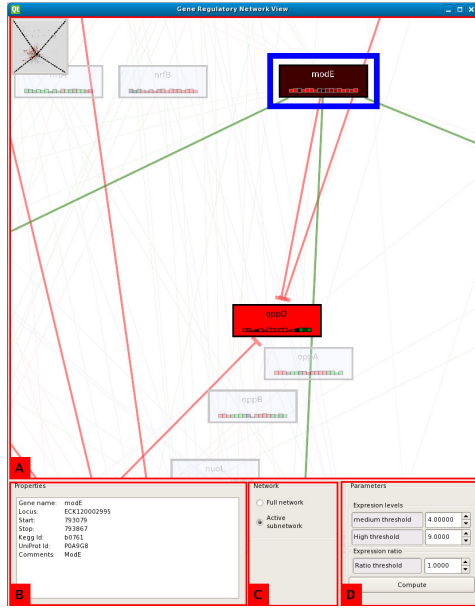 Gene Regulatory Network View
nrfB
modE
oppD
oppA
oppB
nuoL
A
Properties
Gene name: modE
Locus: ECK120002995
Start: 793079
Stop: 793867
Kegg Id: b0761
UniProt Id: P0A9G8
Comments: ModE
B
Network
Full network
Active
subnetwork
C
Parameters
Expresion levels
medium threshold 4.00000
High threshold 9.0000
Expression ratio
Ratio threshold 1.0000
Compute
D